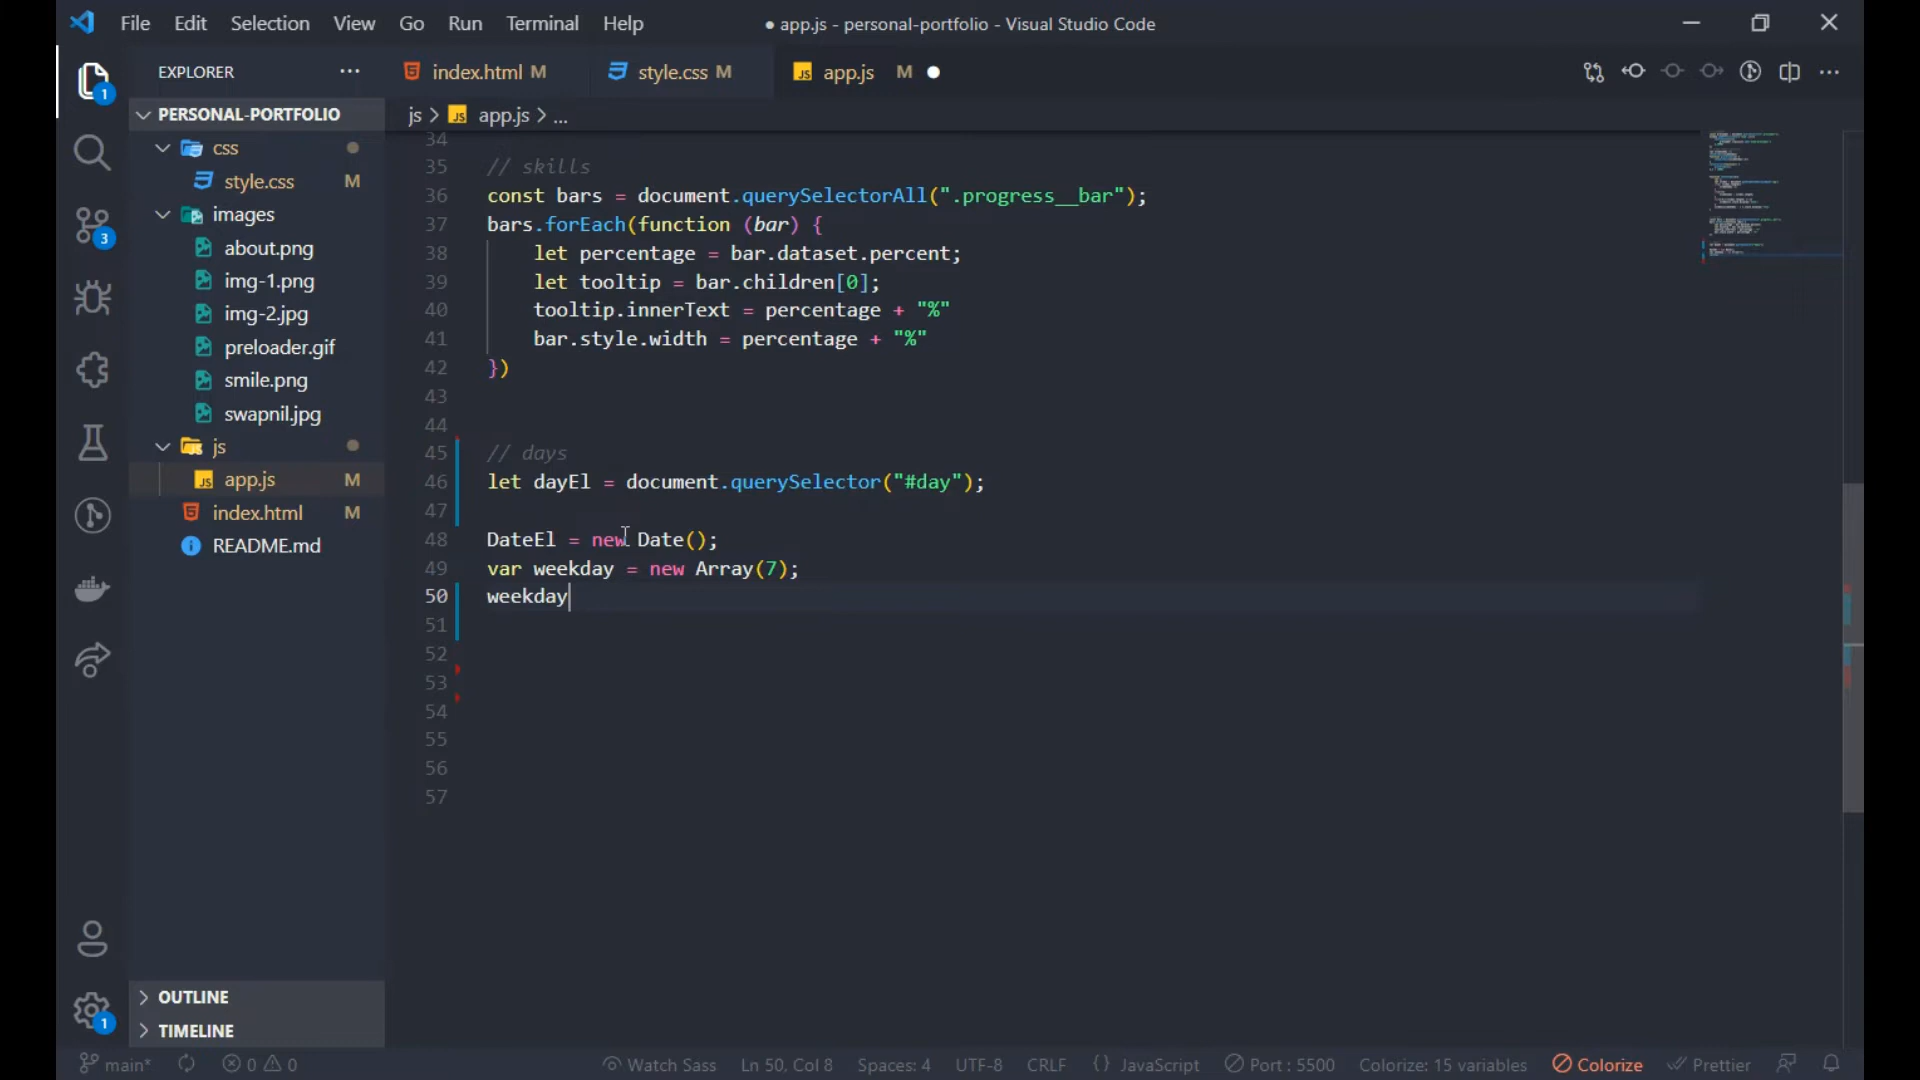 File Edit Selection View Go Run Terminal Help
● app.js - personal-portfolio - Visual Studio Code
EXPLORER ···
index.html M
style.css M
JS app.js M
PERSONAL-PORTFOLIO
js > JS app.js > ...
css
style.css M
images
about.png
img-1.png
img-2.jpg
preloader.gif
smile.png
swapnil.jpg
js
JS app.js M
index.html M
README.md
1
3
34
35 // skills
36 const bars = document.querySelectorAll(".progress__bar");
37 bars.forEach(function (bar) {
38 let percentage = bar.dataset.percent;
39 let tooltip = bar.children[0];
40 tooltip.innerText = percentage + "%"
41 bar.style.width = percentage + "%"
42 })
43
44
45 // days
46 let dayEl = document.querySelector("#day");
47
48 DateEl = new Date();
49 var weekday = new Array(7);
50 weekday
51
52
53
54
55
56
57
OUTLINE
TIMELINE
1
main* 0 0 Watch Sass Ln 50, Col 8 Spaces: 4 UTF-8 CRLF {} JavaScript Port : 5500 Colorize: 15 variables Colorize Prettier